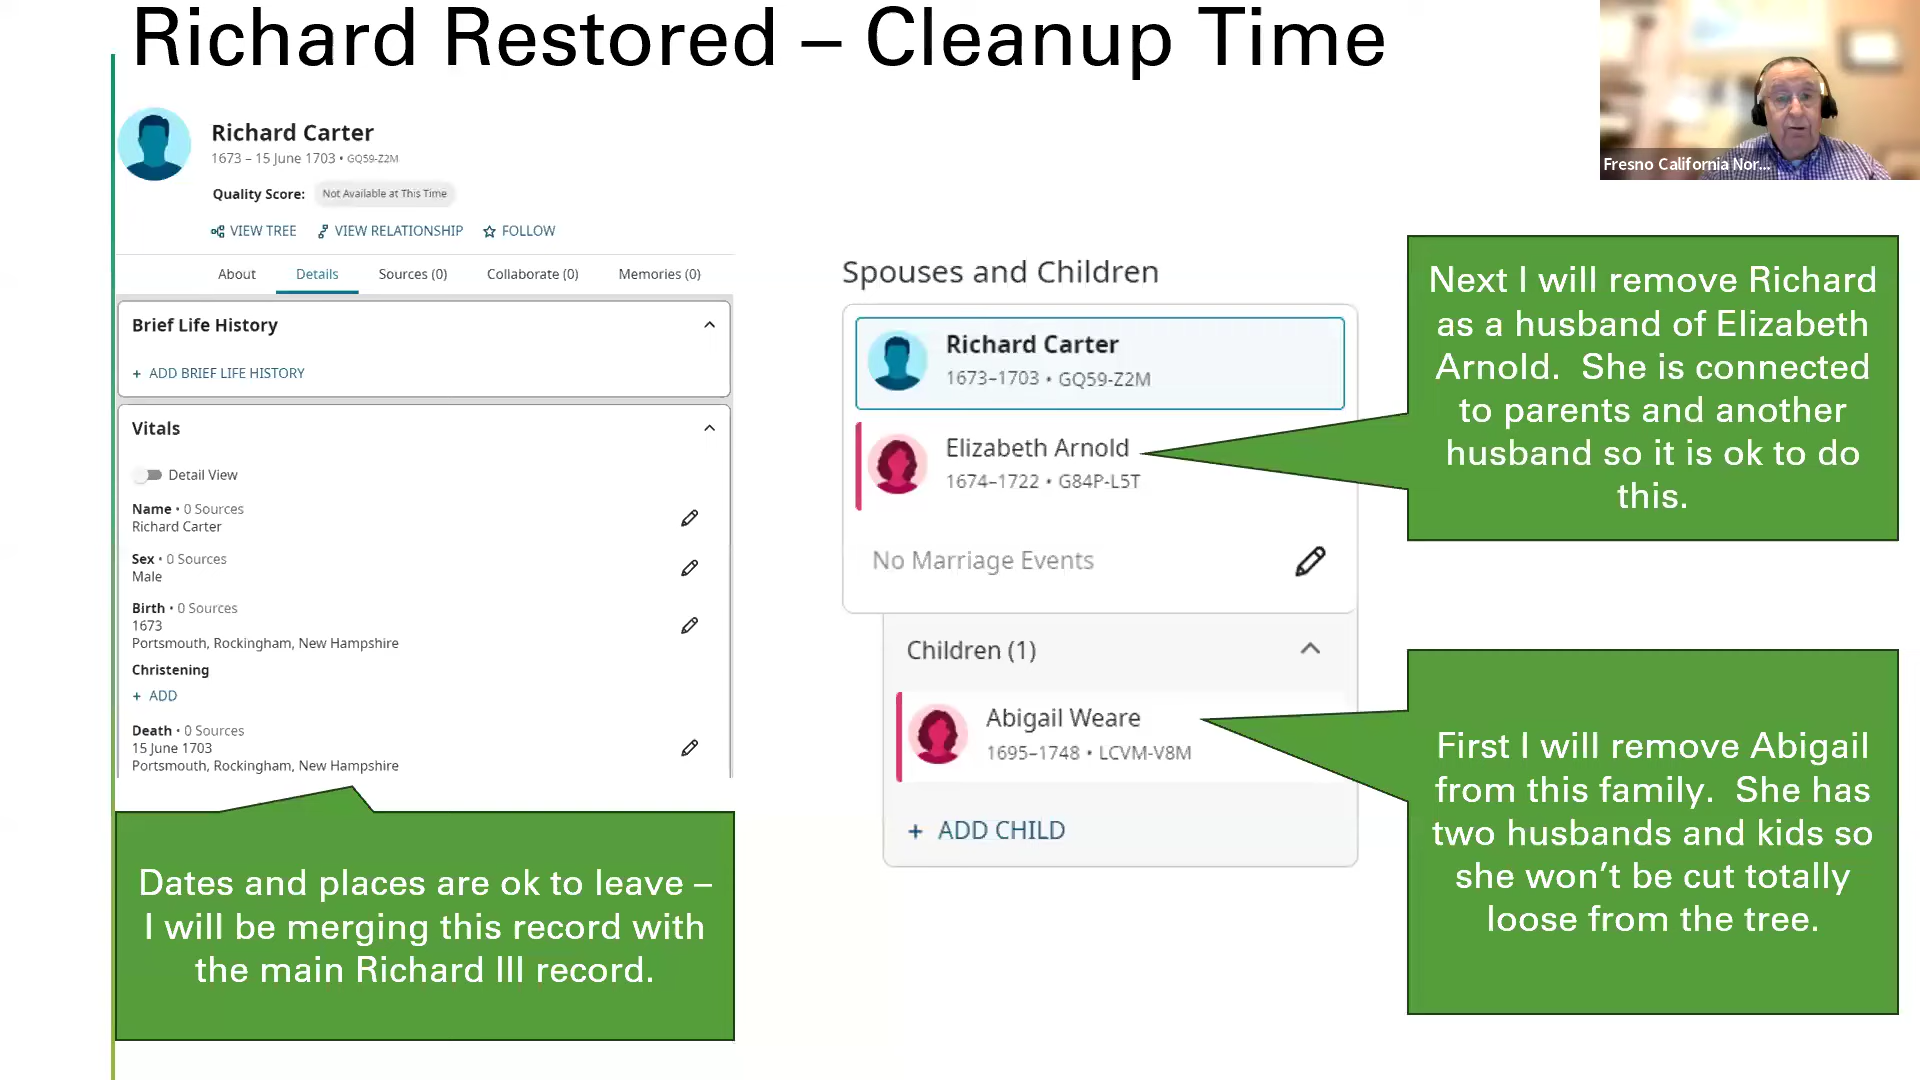 Richard Restored – Cleanup Time
Richard Carter
1673 – 15 June 1703 • GQ59-Z2M
Quality Score: Not Available at This Time
VIEW TREE VIEW RELATIONSHIP FOLLOW
About Details Sources (0) Collaborate (0) Memories (0)
Brief Life History
+ ADD BRIEF LIFE HISTORY
Vitals
Detail View
Name • 0 Sources
Richard Carter
Sex • 0 Sources
Male
Birth • 0 Sources
1673
Portsmouth, Rockingham, New Hampshire
Christening
+ ADD
Death • 0 Sources
15 June 1703
Portsmouth, Rockingham, New Hampshire
Dates and places are ok to leave –
I will be merging this record with
the main Richard III record.
Spouses and Children
Richard Carter
1673–1703 • GQ59-Z2M
Elizabeth Arnold
1674–1722 • G84P-L5T
No Marriage Events
Children (1)
Abigail Weare
1695–1748 • LCVM-V8M
+ ADD CHILD
Fresno California Nor...
Next I will remove Richard
as a husband of Elizabeth
Arnold. She is connected
to parents and another
husband so it is ok to do
this.
First I will remove Abigail
from this family. She has
two husbands and kids so
she won’t be cut totally
loose from the tree.